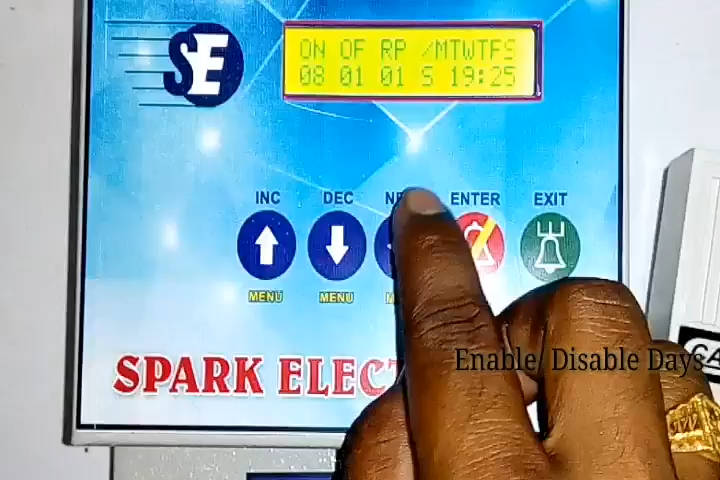 SE
ON OF RP /MTWTFS
08 01 01 S 19:25
INC DEC ENTER EXIT
MENU MENU
SPARK
Enable/ Disable Days